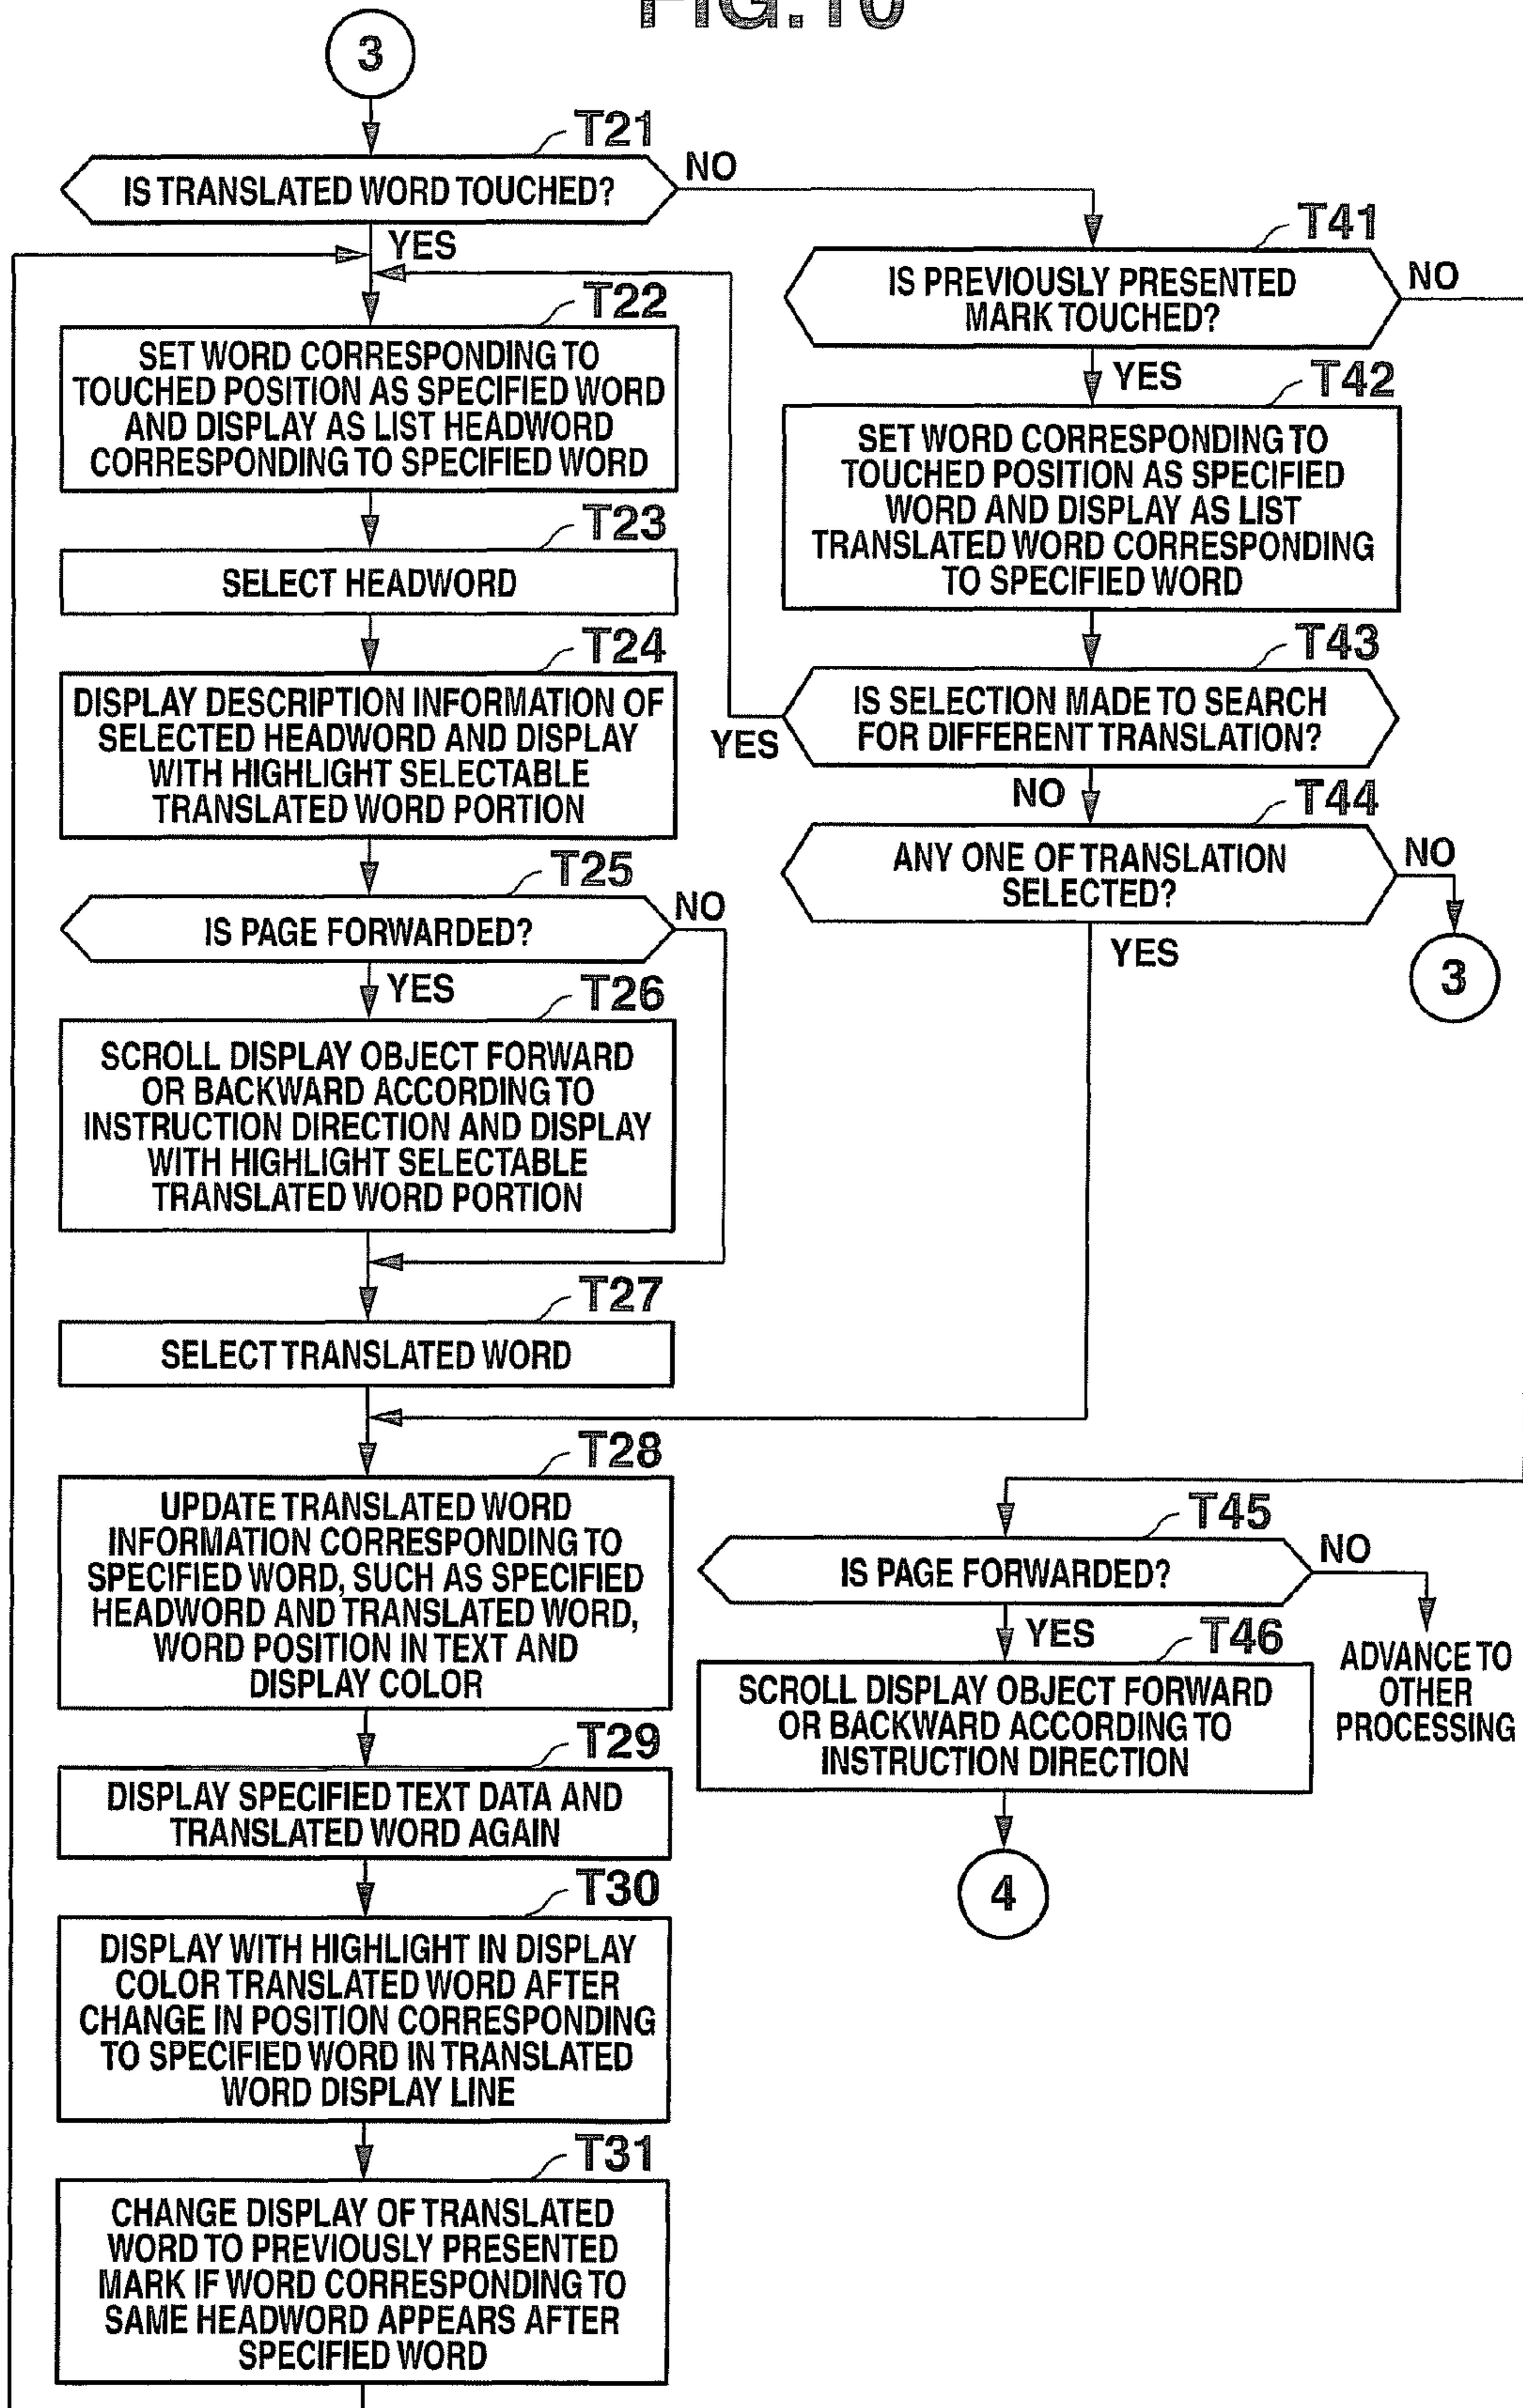 FIG.10
3
T21
IS TRANSLATED WORD TOUCHED?
NO
YES
T22
SET WORD CORRESPONDING TO
TOUCHED POSITION AS SPECIFIED WORD
AND DISPLAY AS LIST HEADWORD
CORRESPONDING TO SPECIFIED WORD
T23
SELECT HEADWORD
T24
DISPLAY DESCRIPTION INFORMATION OF
SELECTED HEADWORD AND DISPLAY
WITH HIGHLIGHT SELECTABLE
TRANSLATED WORD PORTION
T25
IS PAGE FORWARDED?
NO
YES
T26
SCROLL DISPLAY OBJECT FORWARD
OR BACKWARD ACCORDING TO
INSTRUCTION DIRECTION AND DISPLAY
WITH HIGHLIGHT SELECTABLE
TRANSLATED WORD PORTION
T27
SELECT TRANSLATED WORD
T28
UPDATE TRANSLATED WORD
INFORMATION CORRESPONDING TO
SPECIFIED WORD, SUCH AS SPECIFIED
HEADWORD AND TRANSLATED WORD,
WORD POSITION IN TEXT AND
DISPLAY COLOR
T29
DISPLAY SPECIFIED TEXT DATA AND
TRANSLATED WORD AGAIN
T30
DISPLAY WITH HIGHLIGHT IN DISPLAY
COLOR TRANSLATED WORD AFTER
CHANGE IN POSITION CORRESPONDING
TO SPECIFIED WORD IN TRANSLATED
WORD DISPLAY LINE
T31
CHANGE DISPLAY OF TRANSLATED
WORD TO PREVIOUSLY PRESENTED
MARK IF WORD CORRESPONDING TO
SAME HEADWORD APPEARS AFTER
SPECIFIED WORD
T41
IS PREVIOUSLY PRESENTED
MARK TOUCHED?
NO
YES
T42
SET WORD CORRESPONDING TO
TOUCHED POSITION AS SPECIFIED
WORD AND DISPLAY AS LIST
TRANSLATED WORD CORRESPONDING
TO SPECIFIED WORD
T43
IS SELECTION MADE TO SEARCH
FOR DIFFERENT TRANSLATION?
YES
NO
T44
ANY ONE OF TRANSLATION
SELECTED?
NO
YES
3
T45
IS PAGE FORWARDED?
NO
YES
ADVANCE TO
OTHER
PROCESSING
T46
SCROLL DISPLAY OBJECT FORWARD
OR BACKWARD ACCORDING TO
INSTRUCTION DIRECTION
4